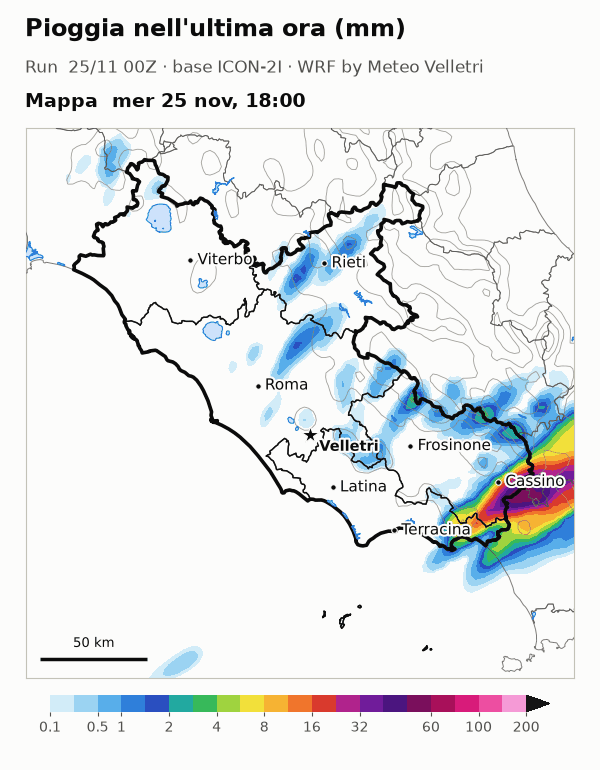 Pioggia nell'ultima ora (mm)
Run 25/11 00Z · base ICON-2I · WRF by Meteo Velletri
Mappa mer 25 nov, 18:00
Viterbo
Rieti
Roma
Velletri
Frosinone
Cassino
Latina
Terracina
50 km
0.1 0.5 1 2 4 8 16 32 60 100 200